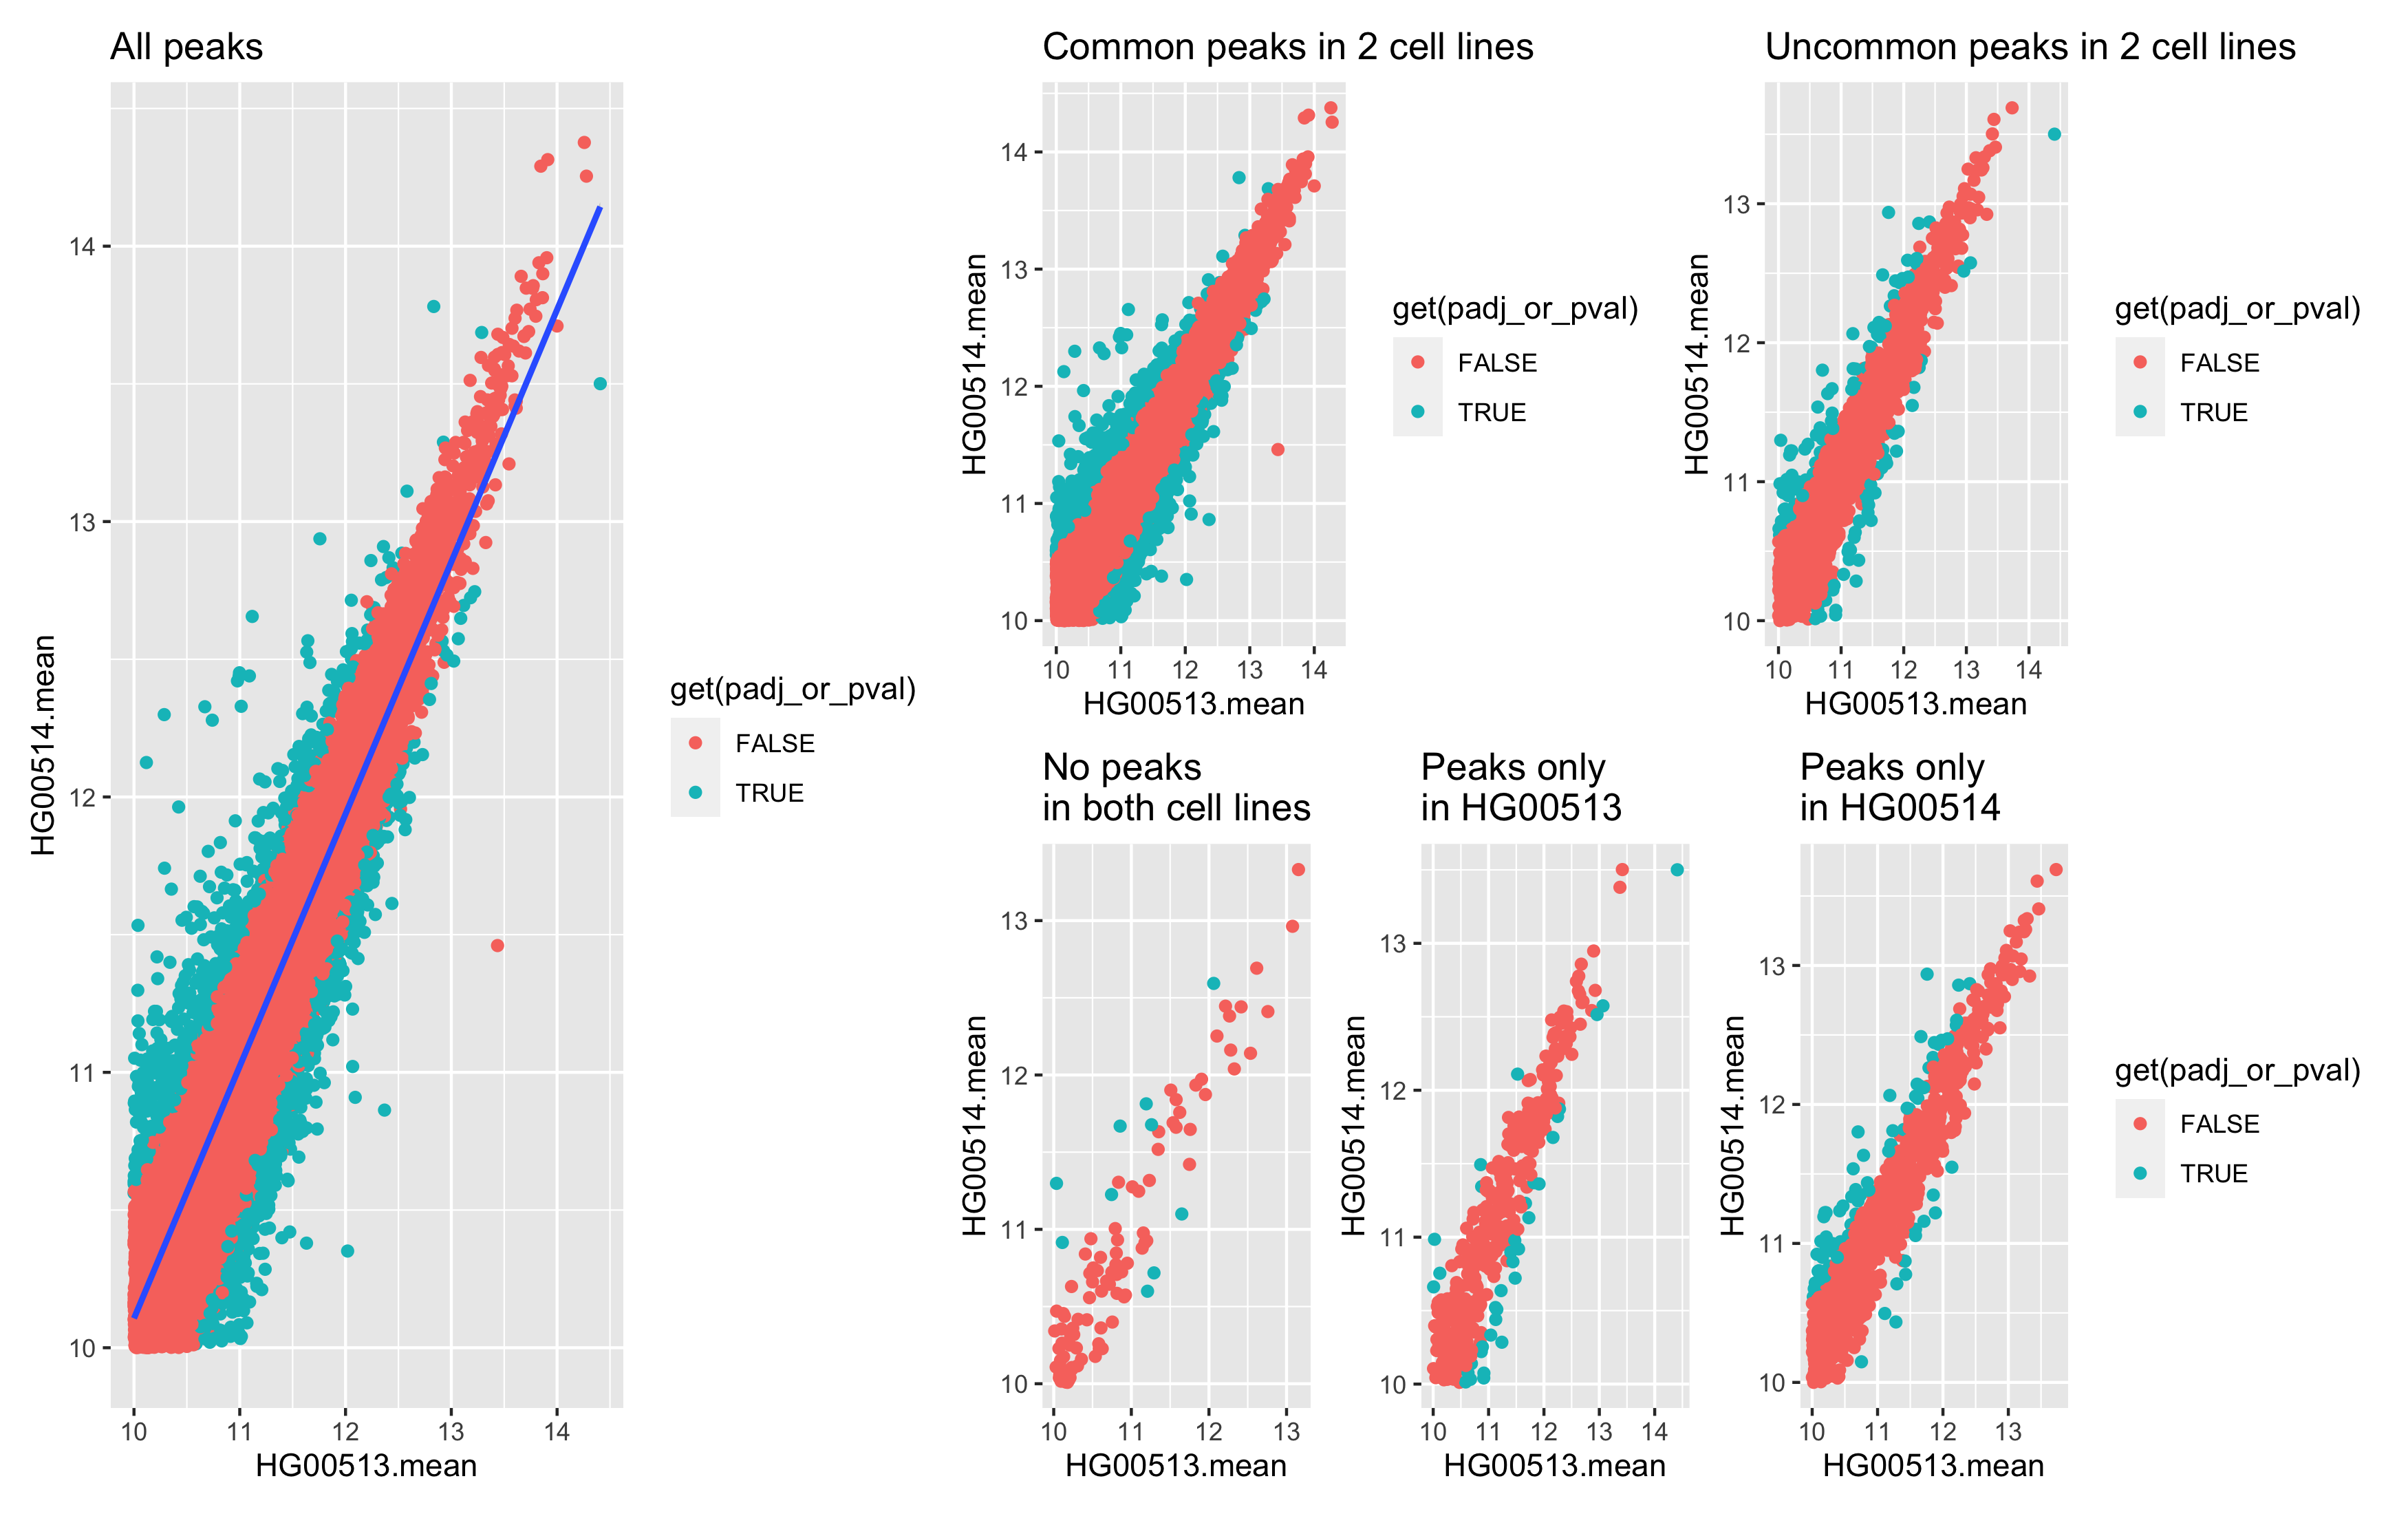 All peaks
14
13
12
11
10
10 11 12 13 14
HG00513.mean
HG00514.mean
get(padj_or_pval)
FALSE
TRUE
Common peaks in 2 cell lines
14
13
12
11
10
10 11 12 13 14
HG00513.mean
HG00514.mean
get(padj_or_pval)
FALSE
TRUE
Uncommon peaks in 2 cell lines
13
12
11
10
10 11 12 13 14
HG00513.mean
HG00514.mean
get(padj_or_pval)
FALSE
TRUE
No peaks
in both cell lines
13
12
11
10
10 11 12 13
HG00513.mean
HG00514.mean
Peaks only
in HG00513
13
12
11
10
10 11 12 13 14
HG00513.mean
HG00514.mean
Peaks only
in HG00514
13
12
11
10
10 11 12 13
HG00513.mean
HG00514.mean
get(padj_or_pval)
FALSE
TRUE